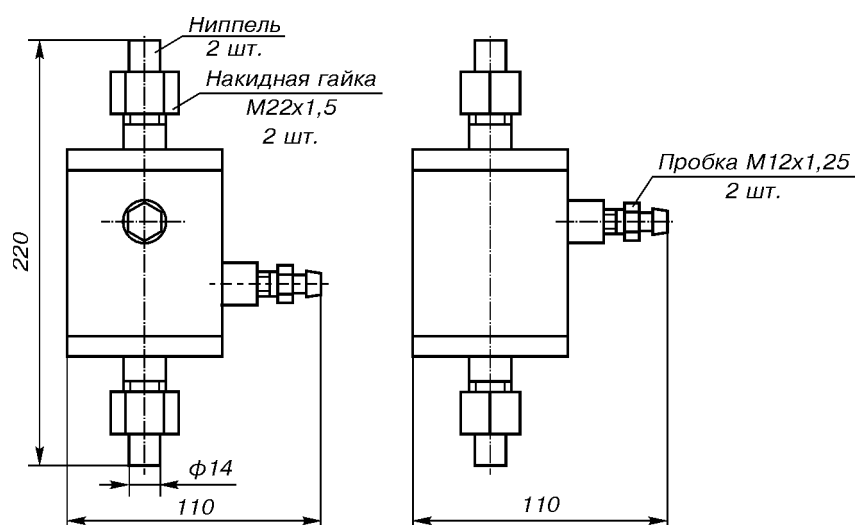 Ниппель
2 шт.
Накидная гайка
М22х1,5
2 шт.
Пробка М12х1,25
2 шт.
220
ф14
110
110